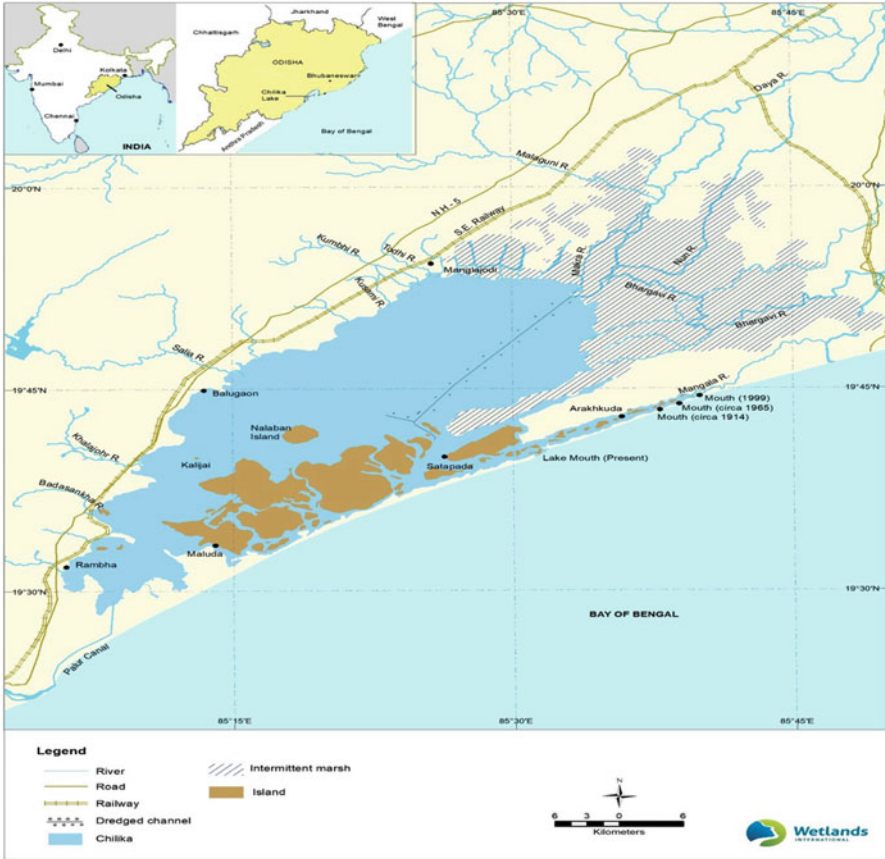 85°30'E
85°45'E
Jharkhand
West
Bengal
Chhattisgarh
Delhi
Kolkata
Mumbai
Odisha
Chennai
INDIA
ODISHA
Bhubaneswar
Chilika
Lake
Andhra Pradesh
Bay of Bengal
Daya R.
Malaguni R.
20°0'N
20°0'N
N H - 5
S.E. Railway
Kumbhi R.
Todhi R.
Kusumi R.
Manglajodi
Makra R.
Nun R.
Bhargavi R.
Bhargavi R.
Salia R.
19°45'N
19°45'N
Balugaon
Mangala R.
Mouth (1999)
Mouth (circa 1965)
Mouth (circa 1914)
Arakhkuda
Nalaban
Island
Khalajohr R.
Kalijai
Satapada
Lake Mouth (Present)
Badasankha R.
Maluda
Rambha
19°30'N
19°30'N
BAY OF BENGAL
Palur Canal
85°15'E
85°30'E
85°45'E
Legend
River
Road
Railway
Dredged channel
Chilika
Intermittent marsh
Island
N
6 3 0 6
Kilometers
Wetlands
INTERNATIONAL